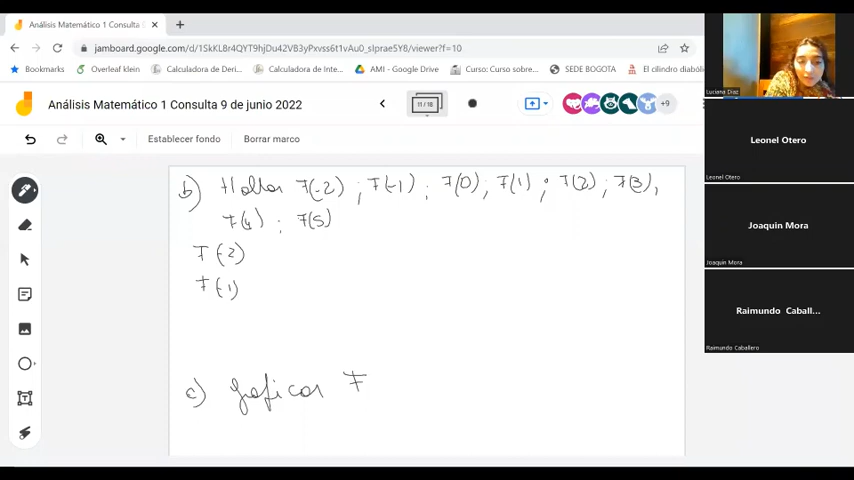 Análisis Matemático 1 Consulta 9
jamboard.google.com/d/1SkKL8r4QYT9hjDu42VB3yPxvss6t1vAu0_slprae5Y8/viewer?f=10
Bookmarks Overleaf klein Calculadora de Deri... Calculadora de Inte... AMI - Google Drive Curso: Curso sobre... SEDE BOGOTA El cilindro diaból
Análisis Matemático 1 Consulta 9 de junio 2022 11/18 +9
Establecer fondo Borrar marco
b) Hallar F(-2) ; F(-1) ; F(0) ; F(1) ; F(2) ; F(3),
F(4) ; F(5)
F(-2)
F(-1)
c) graficar F
Luciana Diaz
Leonel Otero
Leonel Otero
Joaquin Mora
Joaquin Mora
Raimundo Caball...
Raimundo Caballero